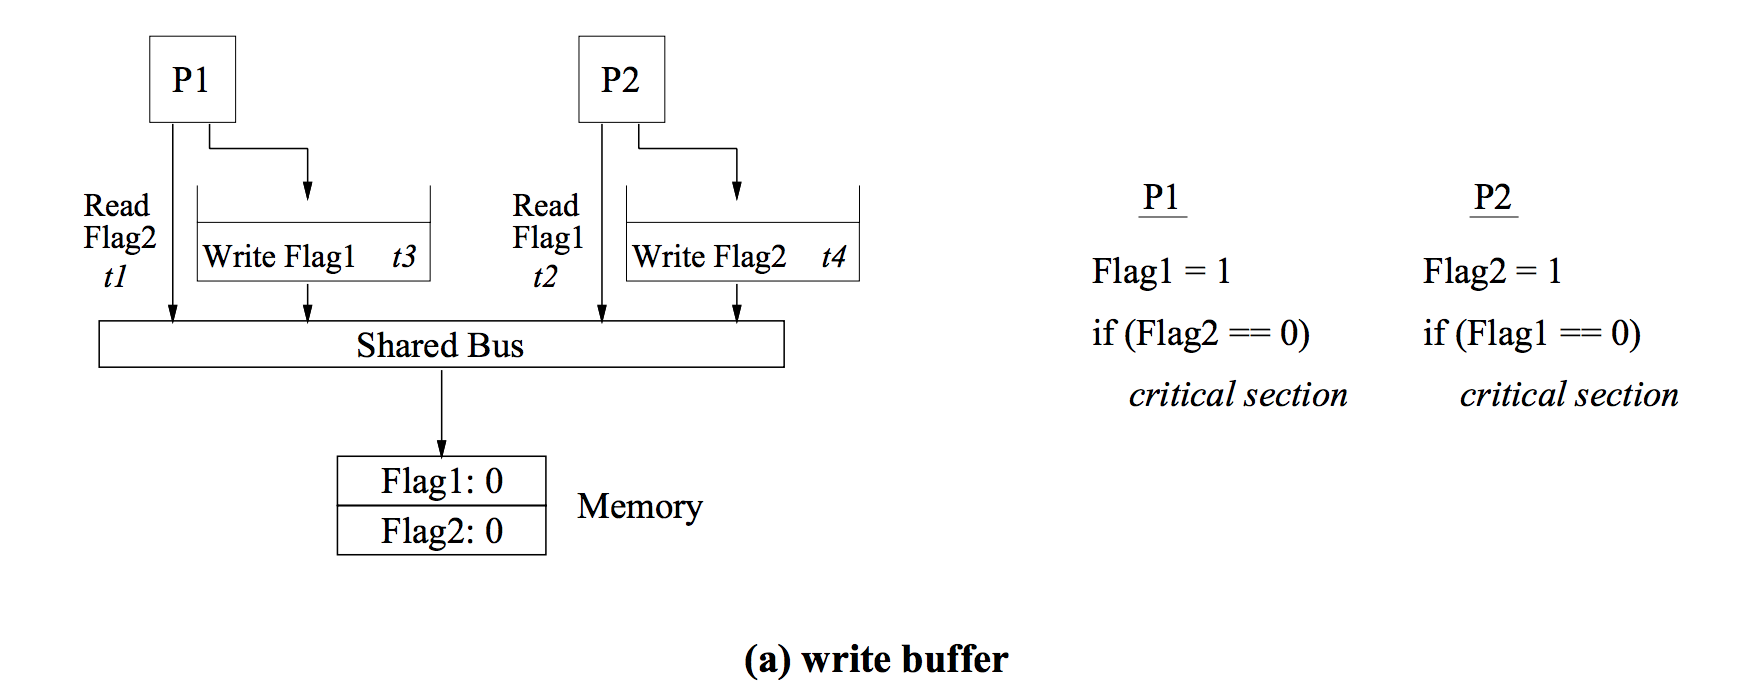 P1
P2
Read
Flag2
t1
Write Flag1 t3
Read
Flag1
t2
Write Flag2 t4
Shared Bus
Flag1: 0
Flag2: 0
Memory
P1
Flag1 = 1
if (Flag2 == 0)
critical section
P2
Flag2 = 1
if (Flag1 == 0)
critical section
(a) write buffer